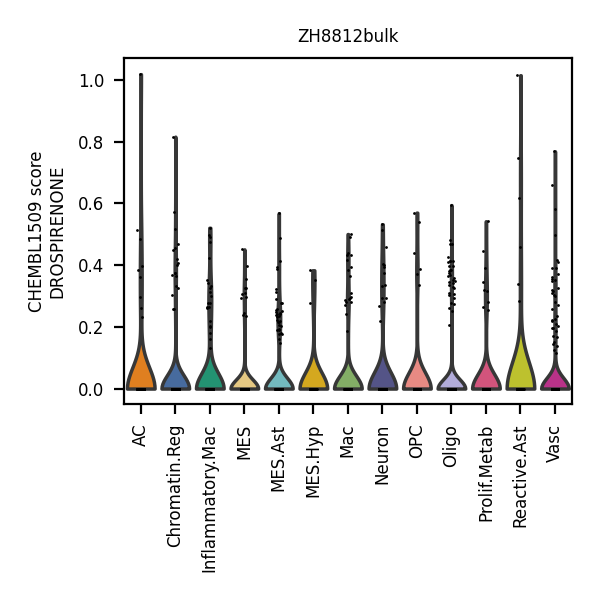 ZH8812bulk
CHEMBL1509 score
DROSPIRENONE
1.0
0.8
0.6
0.4
0.2
0.0
AC
Chromatin.Reg
Inflammatory.Mac
MES
MES.Ast
MES.Hyp
Mac
Neuron
OPC
Oligo
Prolif.Metab
Reactive.Ast
Vasc